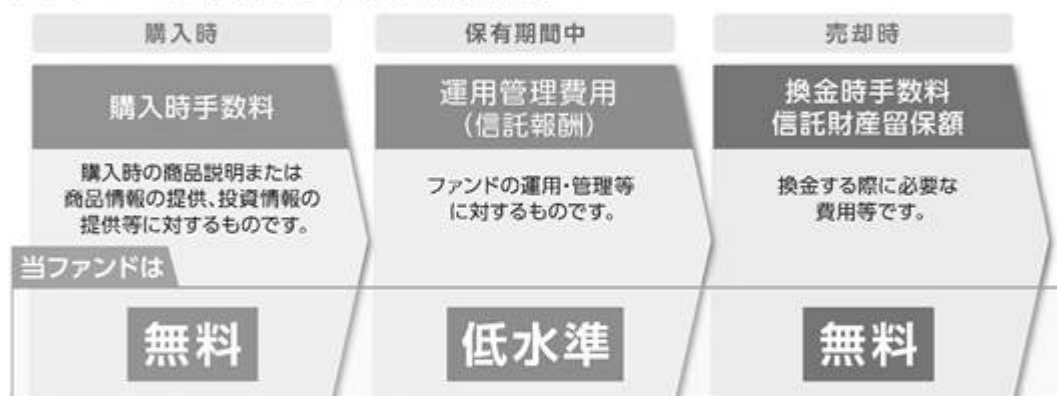 購入時
保有期間中
売却時
購入時手数料
運用管理費用
(信託報酬)
換金時手数料
信託財産留保額
購入時の商品説明または
商品情報の提供、投資情報の
提供等に対するものです。
ファンドの運用・管理等
に対するものです。
換金する際に必要な
費用等です。
当ファンドは
無料
低水準
無料